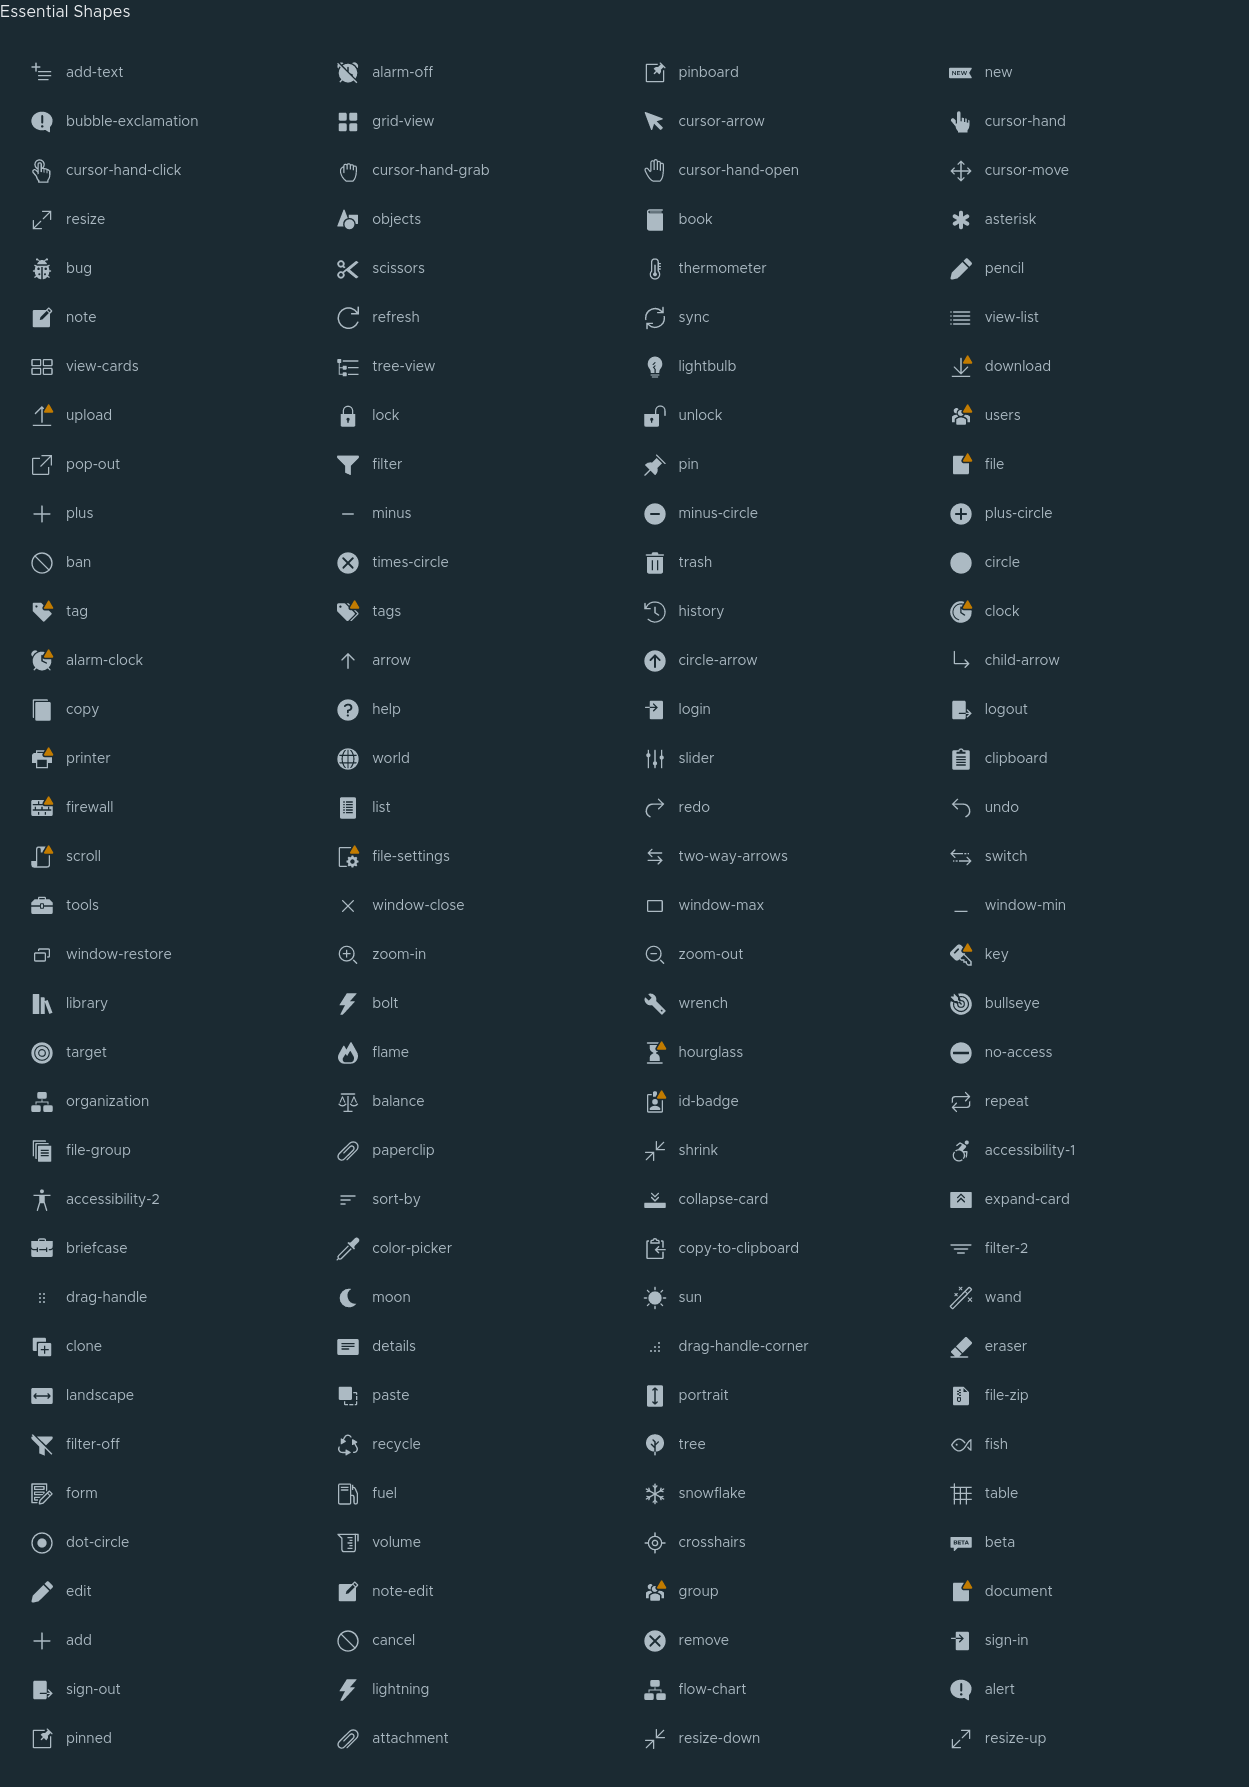 Essential Shapes
add-text alarm-off pinboard NEW new
bubble-exclamation grid-view cursor-arrow cursor-hand
cursor-hand-click cursor-hand-grab cursor-hand-open cursor-move
resize objects book asterisk
bug scissors thermometer pencil
note refresh sync view-list
view-cards tree-view lightbulb download
upload lock unlock users
pop-out filter pin file
plus minus minus-circle plus-circle
ban times-circle trash circle
tag tags history clock
alarm-clock arrow circle-arrow child-arrow
copy help login logout
printer world slider clipboard
firewall list redo undo
scroll file-settings two-way-arrows switch
tools window-close window-max window-min
window-restore zoom-in zoom-out key
library bolt wrench bullseye
target flame hourglass no-access
organization balance id-badge repeat
file-group paperclip shrink accessibility-1
accessibility-2 sort-by collapse-card expand-card
briefcase color-picker copy-to-clipboard filter-2
drag-handle moon sun wand
clone details drag-handle-corner eraser
landscape paste portrait file-zip
filter-off recycle tree fish
form fuel snowflake table
dot-circle volume crosshairs BETA beta
edit note-edit group document
add cancel remove sign-in
sign-out lightning flow-chart alert
pinned attachment resize-down resize-up